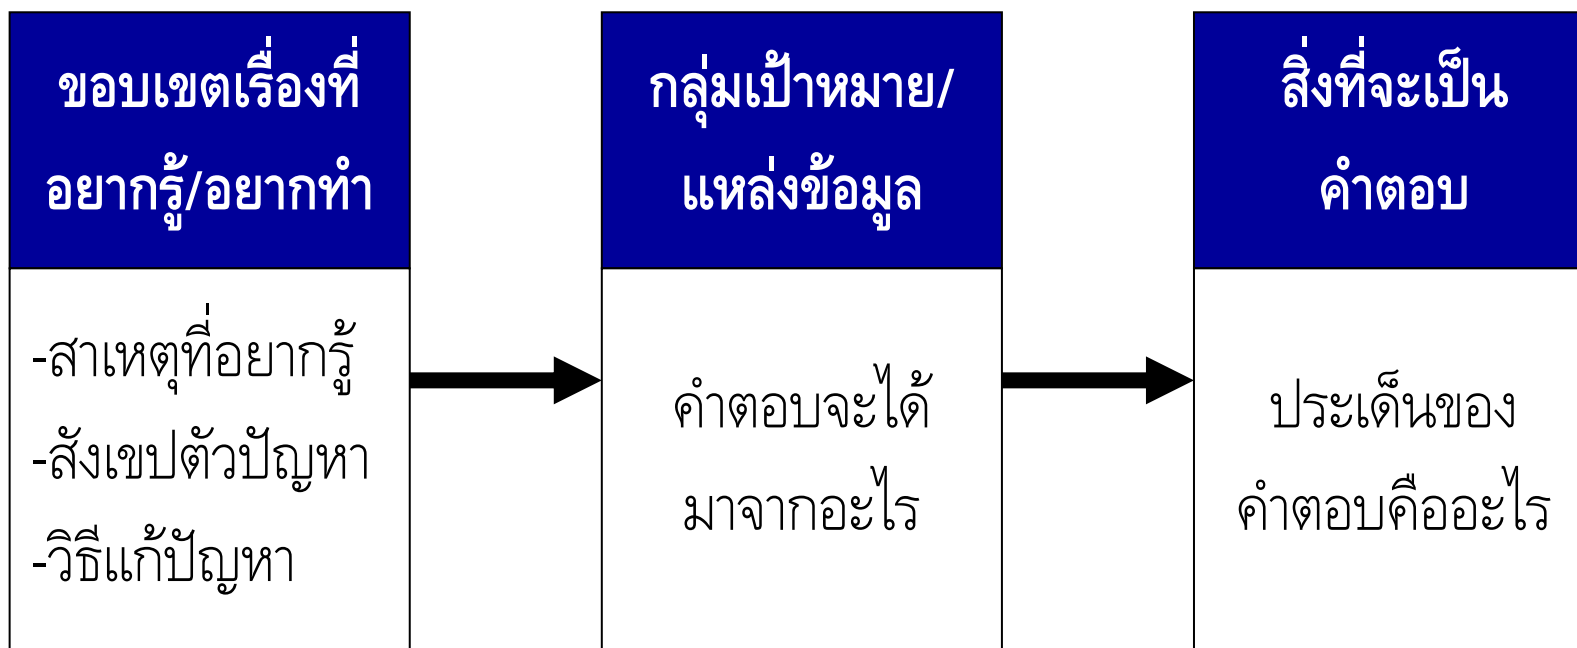 ขอบเขตเรื่องที่
อยากรู้/อยากทำ
-สาเหตุที่อยากรู้
-สังเขปตัวปัญหา
-วิธีแก้ปัญหา
กลุ่มเป้าหมาย/
แหล่งข้อมูล
คำตอบจะได้
มาจากอะไร
สิ่งที่จะเป็น
คำตอบ
ประเด็นของ
คำตอบคืออะไร